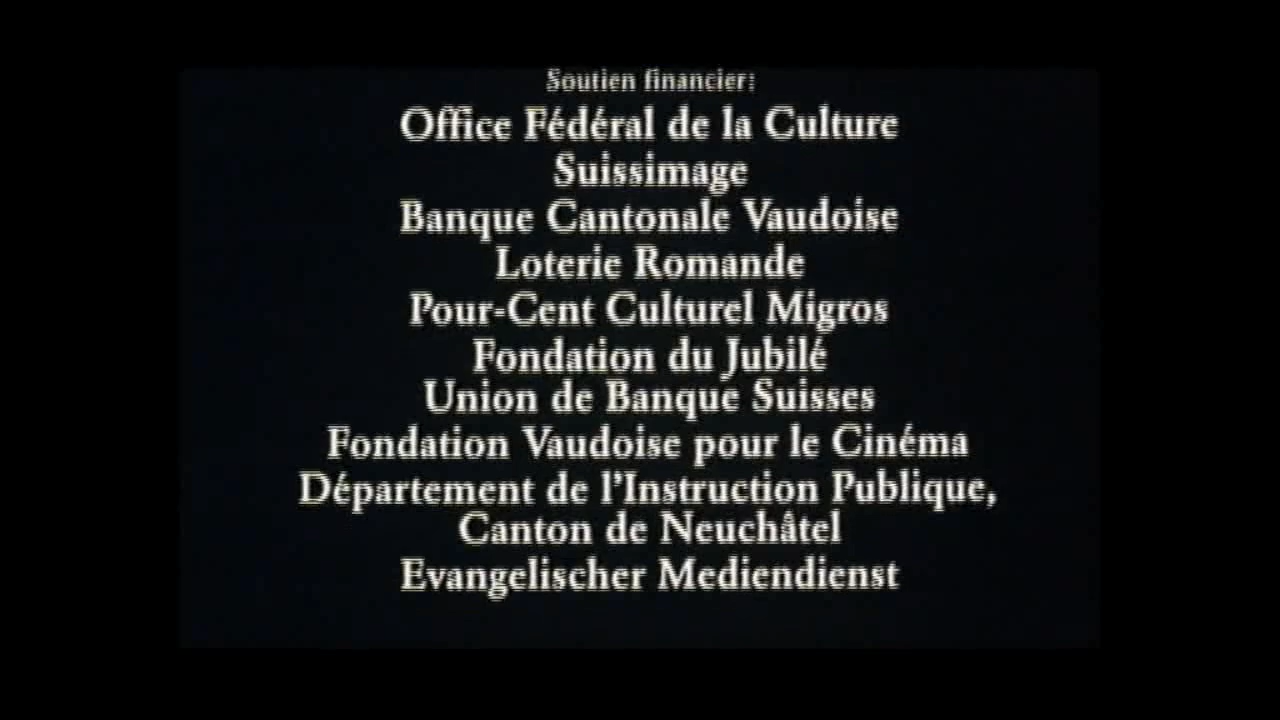 Soutien financier:
Office Fédéral de la Culture
Suissimage
Banque Cantonale Vaudoise
Loterie Romande
Pour-Cent Culturel Migros
Fondation du Jubilé
Union de Banque Suisses
Fondation Vaudoise pour le Cinéma
Département de l'Instruction Publique,
Canton de Neuchâtel
Evangelischer Mediendienst